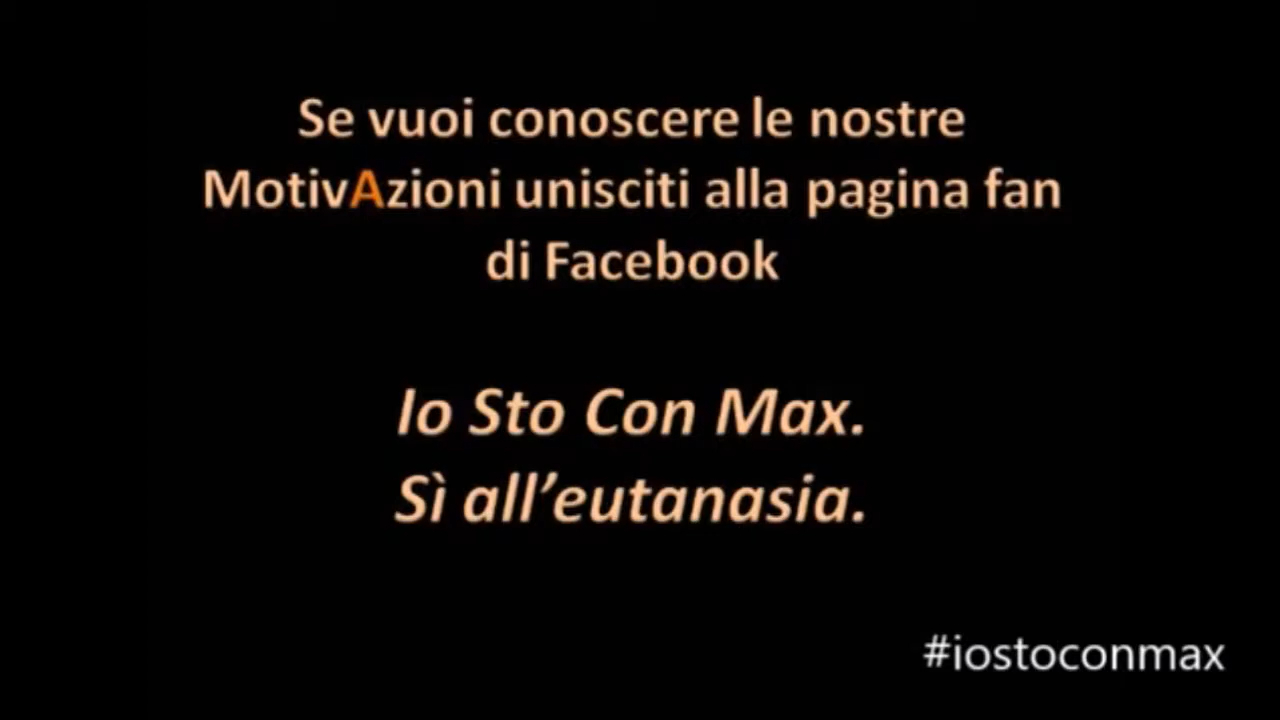 Se vuoi conoscere le nostre
MotivAzioni unisciti alla pagina fan
di Facebook
Io Sto Con Max.
Sì all’eutanasia.
#iostoconmax